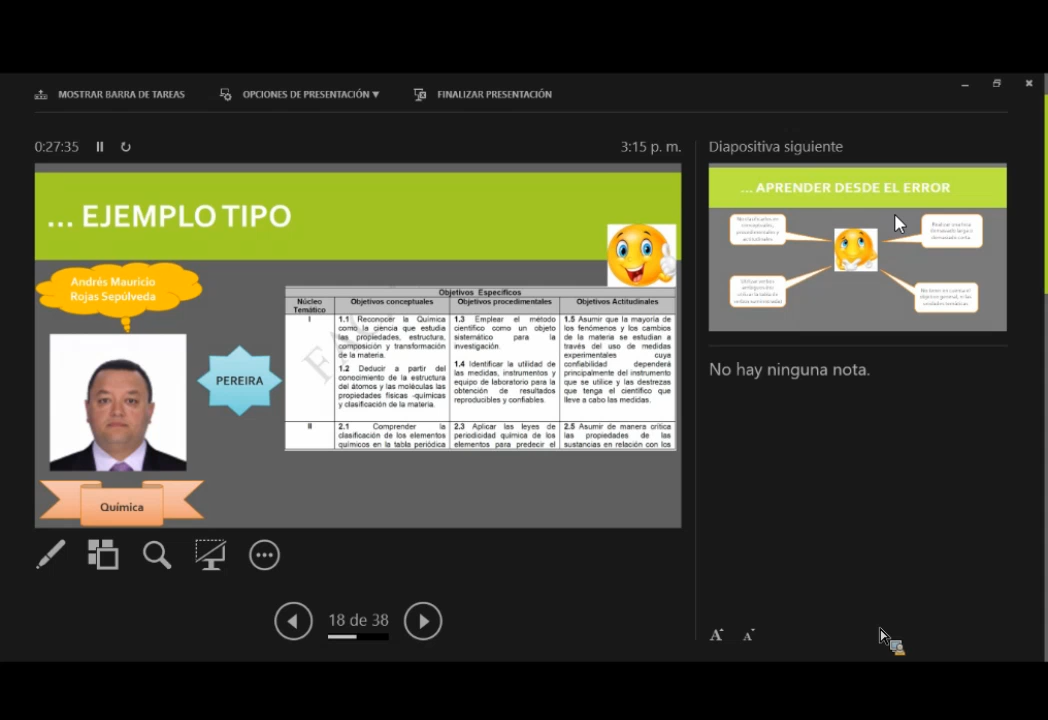 MOSTRAR BARRA DE TAREAS
OPCIONES DE PRESENTACIÓN ▼
FINALIZAR PRESENTACIÓN
0:27:35
3:15 p. m.
... EJEMPLO TIPO
Andrés Mauricio
Rojas Sepúlveda
PEREIRA
Química
Objetivos Específicos
Núcleo
Temático
Objetivos conceptuales
Objetivos procedimentales
Objetivos Actitudinales
I
1.1 Reconocer la Química
como la ciencia que estudia
las propiedades, estructura,
composición y transformación
de la materia.
1.2 Deducir a partir del
conocimiento de la estructura
del átomos y las moléculas las
propiedades físicas -químicas
y clasificación de la materia.
1.3 Emplear el método
científico como un objeto
sistemático para la
investigación.
1.4 Identificar la utilidad de
las medidas, instrumentos y
equipo de laboratorio para la
obtención de resultados
reproducibles y confiables.
1.5 Asumir que la mayoría de
los fenómenos y los cambios
de la materia se estudian a
través del uso de medidas
experimentales cuya
confiabilidad dependerá
principalmente del instrumento
que se utilice y las destrezas
que tenga el científico que
lleve a cabo las medidas.
II
2.1 Comprender la
clasificación de los elementos
químicos en la tabla periódica
2.3 Aplicar las leyes de
periodicidad química de los
elementos para predecir el
2.5 Asumir de manera crítica
las propiedades de las
sustancias en relación con los
18 de 38
Diapositiva siguiente
... APRENDER DESDE EL ERROR
No hay ninguna nota.